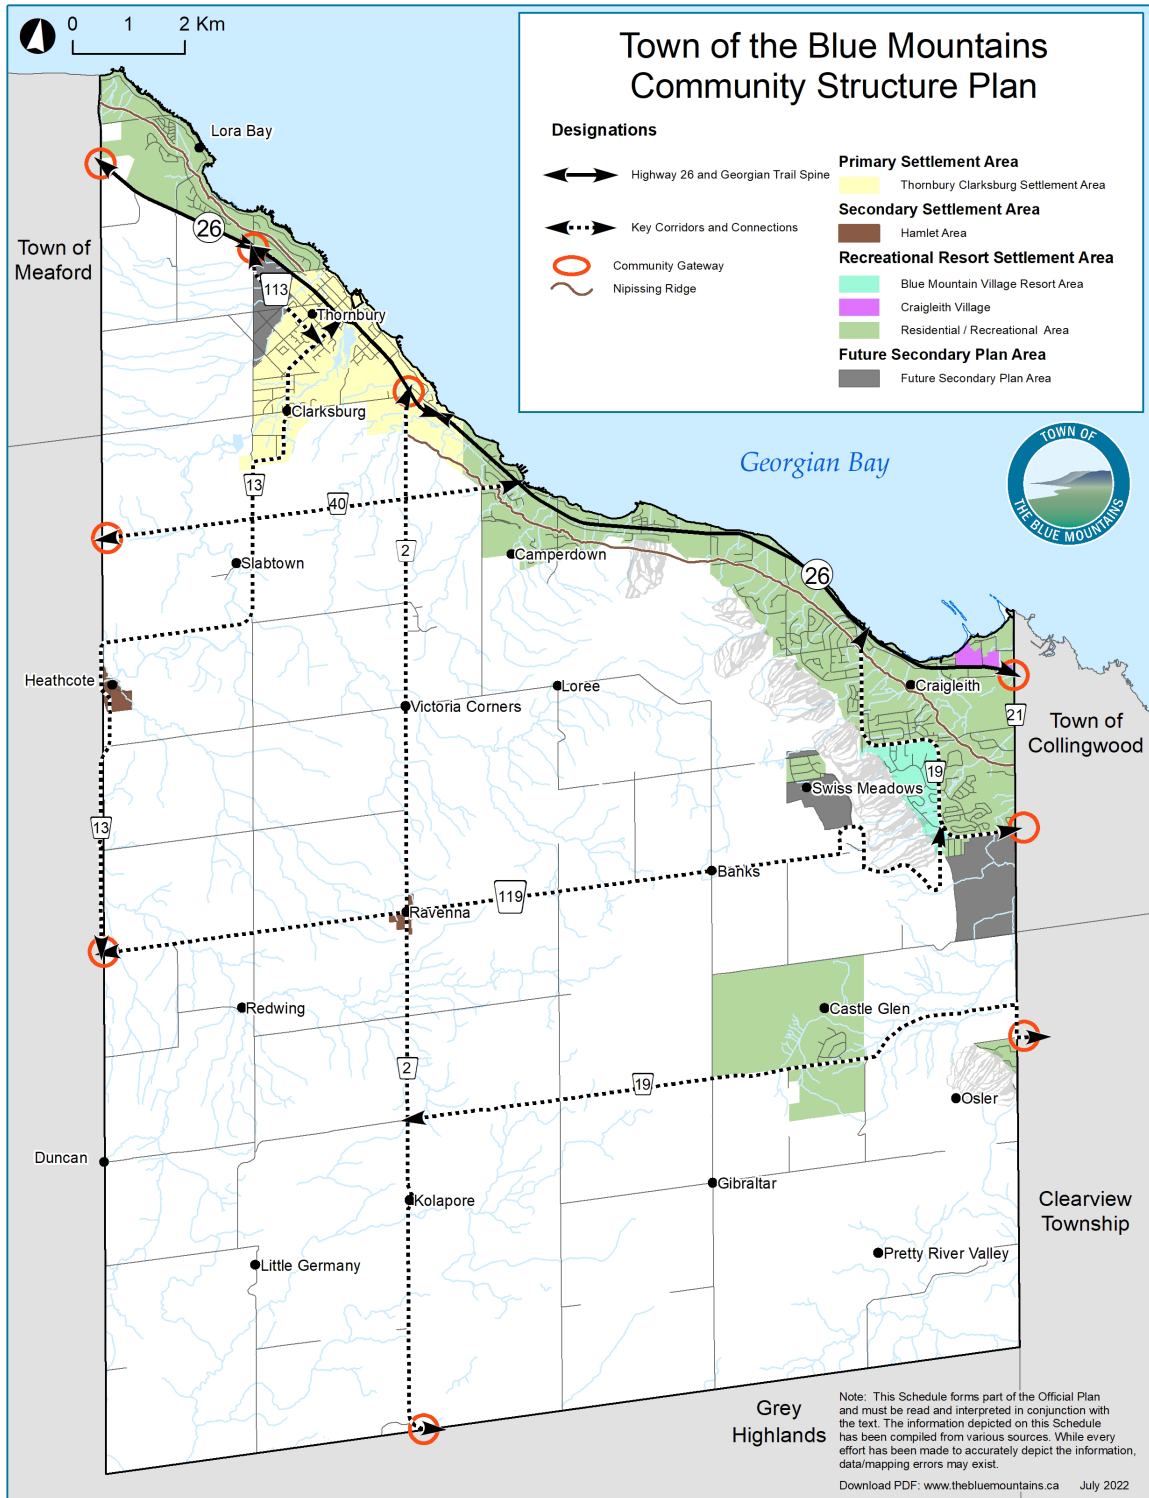 0 1 2 Km
Town of the Blue Mountains
Community Structure Plan
Designations
Highway 26 and Georgian Trail Spine
Key Corridors and Connections
Community Gateway
Nipissing Ridge
Primary Settlement Area
Thornbury Clarksburg Settlement Area
Secondary Settlement Area
Hamlet Area
Recreational Resort Settlement Area
Blue Mountain Village Resort Area
Craigleith Village
Residential / Recreational Area
Future Secondary Plan Area
Future Secondary Plan Area
Lora Bay
26
Town of
Meaford
113
Thornbury
Clarksburg
TOWN OF
THE BLUE MOUNTAINS
Georgian Bay
13
40
2
Slabtown
Camperdown
26
Heathcote
Loree
Craigleith
Victoria Corners
21
Town of
Collingwood
19
Swiss Meadows
13
Banks
119
Ravenna
Redwing
Castle Glen
2
19
Osler
Duncan
Gibraltar
Kolapore
Clearview
Township
Pretty River Valley
Little Germany
Grey
Highlands
Note: This Schedule forms part of the Official Plan
and must be read and interpreted in conjunction with
the text. The information depicted on this Schedule
has been compiled from various sources. While every
effort has been made to accurately depict the information,
data/mapping errors may exist.
Download PDF: www.thebluemountains.ca July 2022